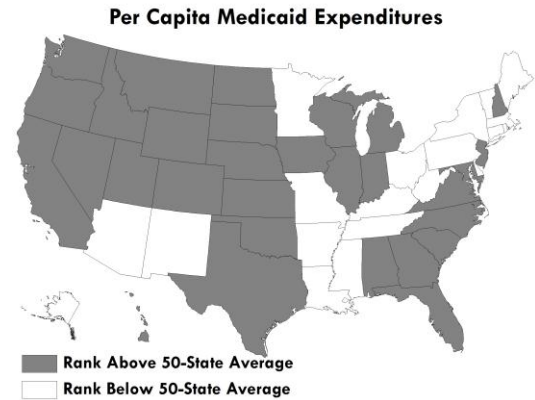 Per Capita Medicaid Expenditures
Rank Above 50-State Average
Rank Below 50-State Average